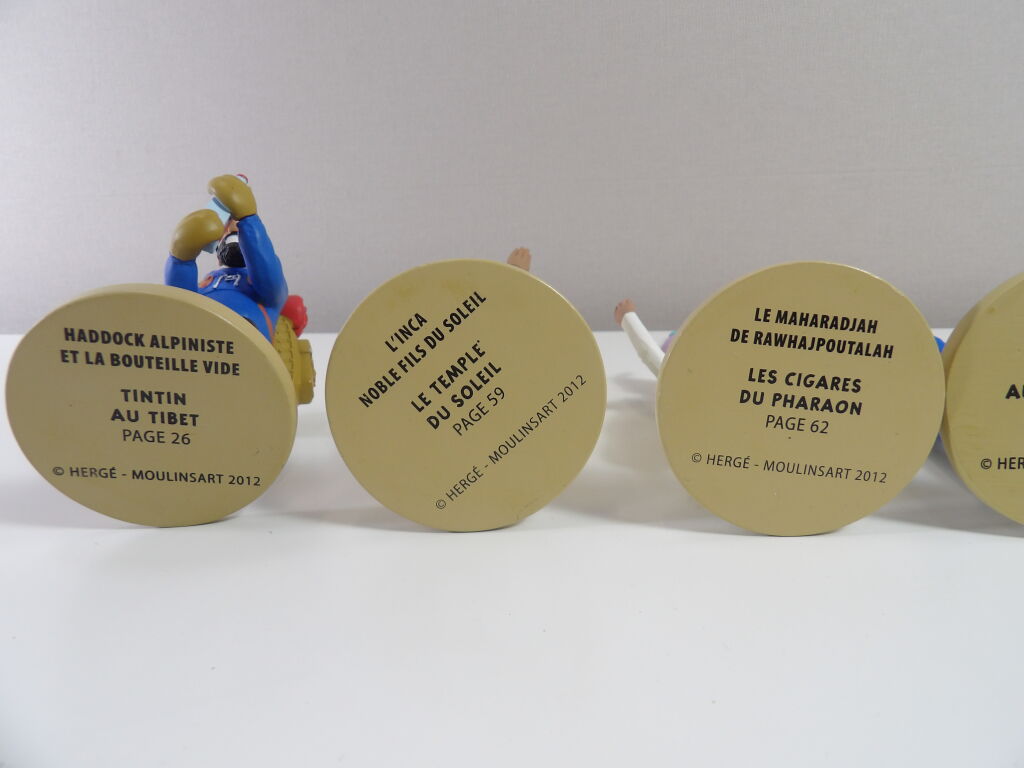 HADDOCK ALPINISTE
ET LA BOUTEILLE VIDE
TINTIN
AU TIBET
PAGE 26
© HERGÉ - MOULINSART 2012
L'INCA
NOBLE FILS DU SOLEIL
LE TEMPLE
DU SOLEIL
PAGE 59
© HERGÉ - MOULINSART 2012
LE MAHARADJAH
DE RAWHAJPOUTALAH
LES CIGARES
DU PHARAON
PAGE 62
© HERGÉ - MOULINSART 2012
©